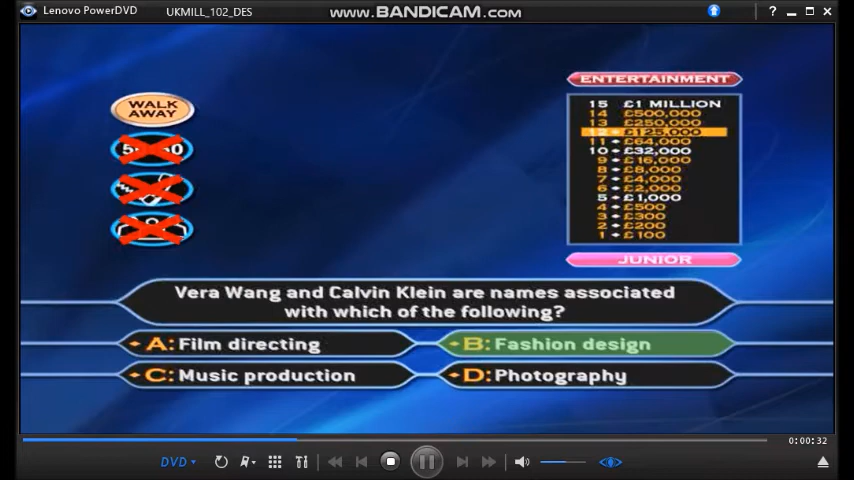 Lenovo PowerDVD
UKMILL_102_DES
www.BANDICAM.com
?
WALK
AWAY
ENTERTAINMENT
15 £1 MILLION
14 £500,000
13 £250,000
12 £125,000
11 £64,000
10 £32,000
9 £16,000
8 £8,000
7 £4,000
6 £2,000
5 £1,000
4 £500
3 £300
2 £200
1 £100
JUNIOR
Vera Wang and Calvin Klein are names associated
with which of the following?
A: Film directing
B: Fashion design
C: Music production
D: Photography
0:00:32
DVD